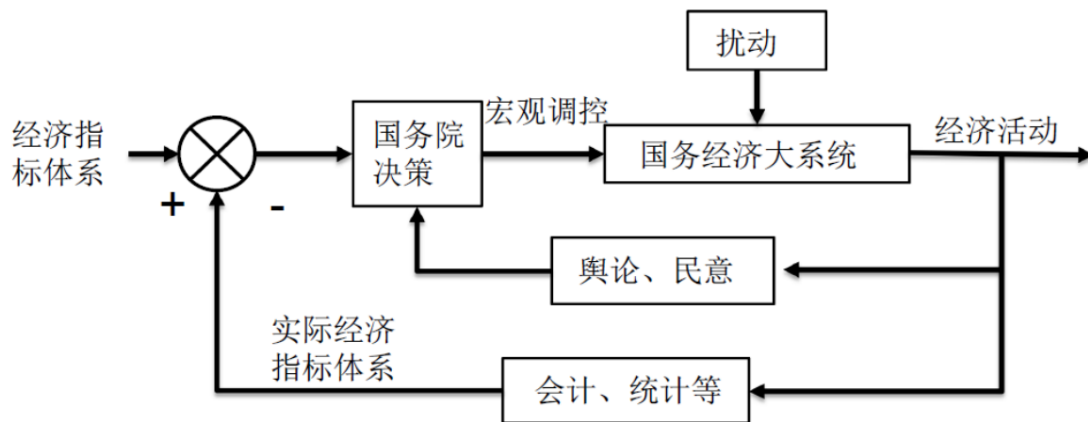 扰动
经济指
标体系
国务院
决策
宏观调控
国务经济大系统
经济活动
+
-
舆论、民意
实际经济
指标体系
会计、统计等